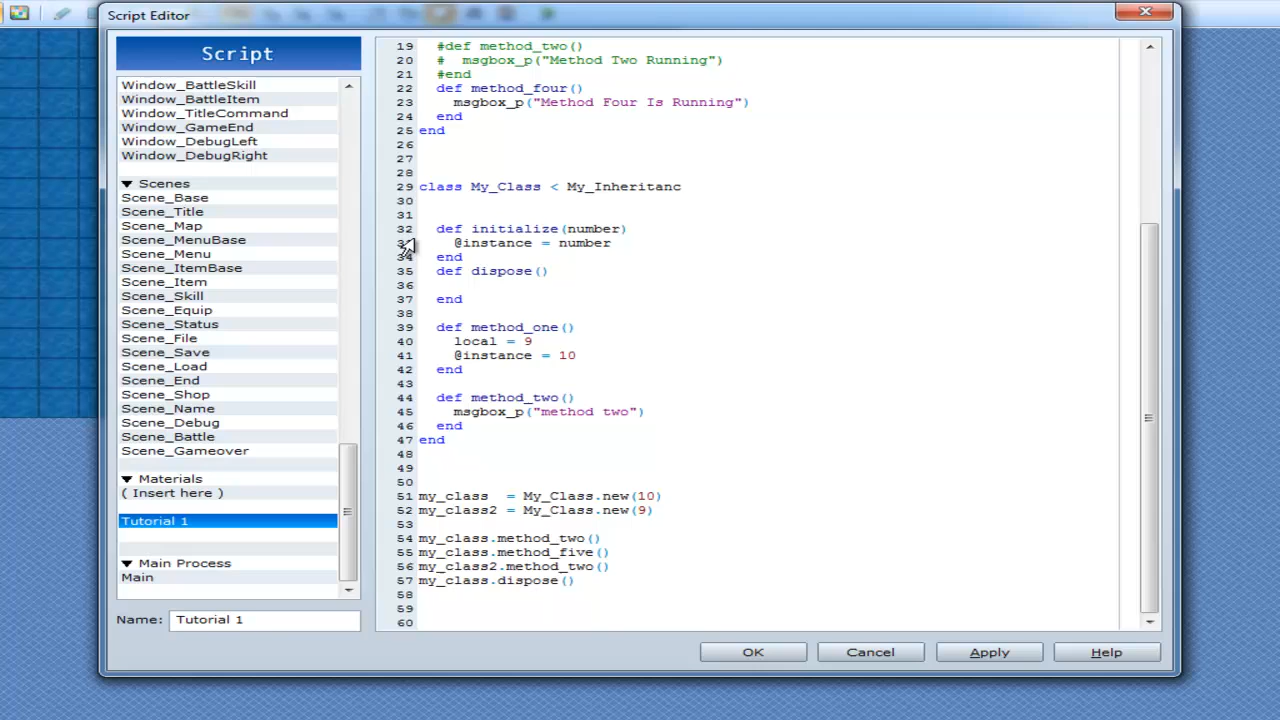 Script Editor
Script
Window_BattleSkill
Window_BattleItem
Window_TitleCommand
Window_GameEnd
Window_DebugLeft
Window_DebugRight
▼ Scenes
Scene_Base
Scene_Title
Scene_Map
Scene_MenuBase
Scene_Menu
Scene_ItemBase
Scene_Item
Scene_Skill
Scene_Equip
Scene_Status
Scene_File
Scene_Save
Scene_Load
Scene_End
Scene_Shop
Scene_Name
Scene_Debug
Scene_Battle
Scene_Gameover
▼ Materials
( Insert here )
Tutorial 1
▼ Main Process
Main
Name: Tutorial 1
19 #def method_two()
20 # msgbox_p("Method Two Running")
21 #end
22 def method_four()
23 msgbox_p("Method Four Is Running")
24 end
25 end
26
27
28
29 class My_Class < My_Inheritanc
30
31
32 def initialize(number)
@instance = number
34 end
35 def dispose()
36
37 end
38
39 def method_one()
40 local = 9
41 @instance = 10
42 end
43
44 def method_two()
45 msgbox_p("method two")
46 end
47 end
48
49
50
51 my_class = My_Class.new(10)
52 my_class2 = My_Class.new(9)
53
54 my_class.method_two()
55 my_class.method_five()
56 my_class2.method_two()
57 my_class.dispose()
58
59
60
OK Cancel Apply Help